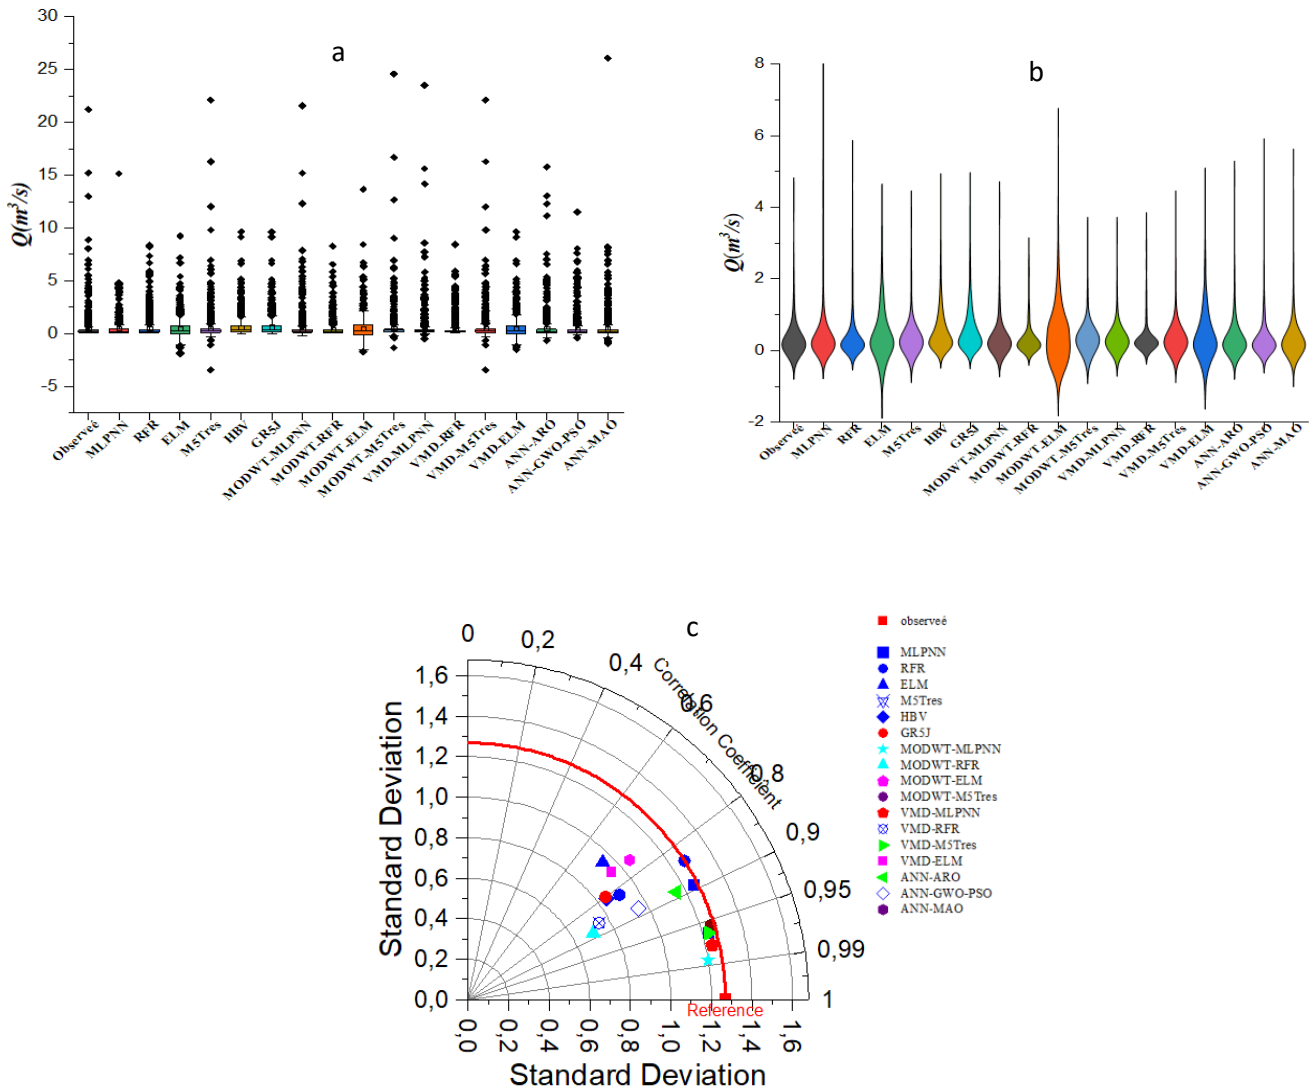 a
Q(m³/s)
30
25
20
15
10
5
0
−5
Observeé
MLPNN
RFR
ELM
M5Tres
HBV
GR5J
MODWT-MLPNN
MODWT-RFR
MODWT-ELM
MODWT-M5Tres
VMD-MLPNN
VMD-RFR
VMD-M5Tres
VMD-ELM
ANN-ARO
ANN-GWO-PSO
ANN-MAO
b
Q(m³/s)
8
6
4
2
0
-2
Observeé
MLPNN
RFR
ELM
M5Tres
HBV
GR5J
MODWT-MLPNN
MODWT-RFR
MODWT-ELM
MODWT-M5Tres
VMD-MLPNN
VMD-RFR
VMD-M5Tres
VMD-ELM
ANN-ARO
ANN-GWO-PSO
ANN-MAO
c
0
0,2
0,4
0,6
0,8
0,9
0,95
0,99
1
Correlation Coefficient
Standard Deviation
1,6
1,4
1,2
1,0
0,8
0,6
0,4
0,2
0,0
Reference
0,0
0,2
0,4
0,6
0,8
1,0
1,2
1,4
1,6
Standard Deviation
observeé
MLPNN
RFR
ELM
M5Tres
HBV
GR5J
MODWT-MLPNN
MODWT-RFR
MODWT-ELM
MODWT-M5Tres
VMD-MLPNN
VMD-RFR
VMD-M5Tres
VMD-ELM
ANN-ARO
ANN-GWO-PSO
ANN-MAO